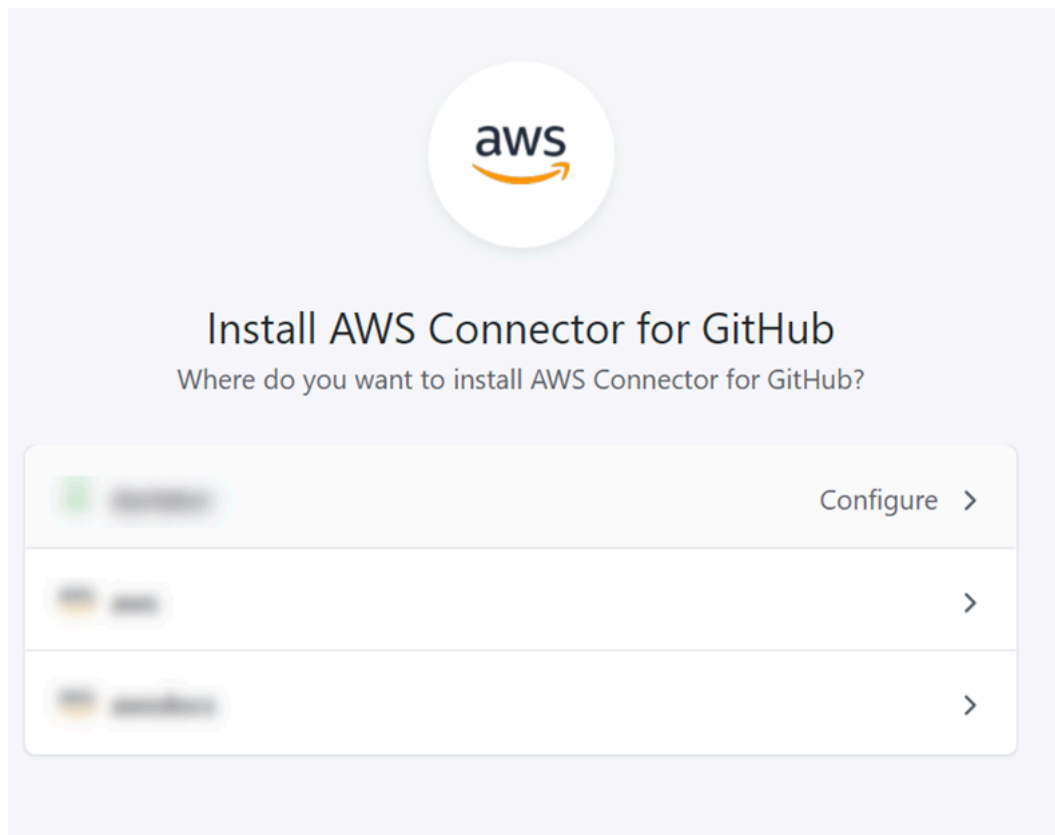 aws
Install AWS Connector for GitHub
Where do you want to install AWS Connector for GitHub?
Configure